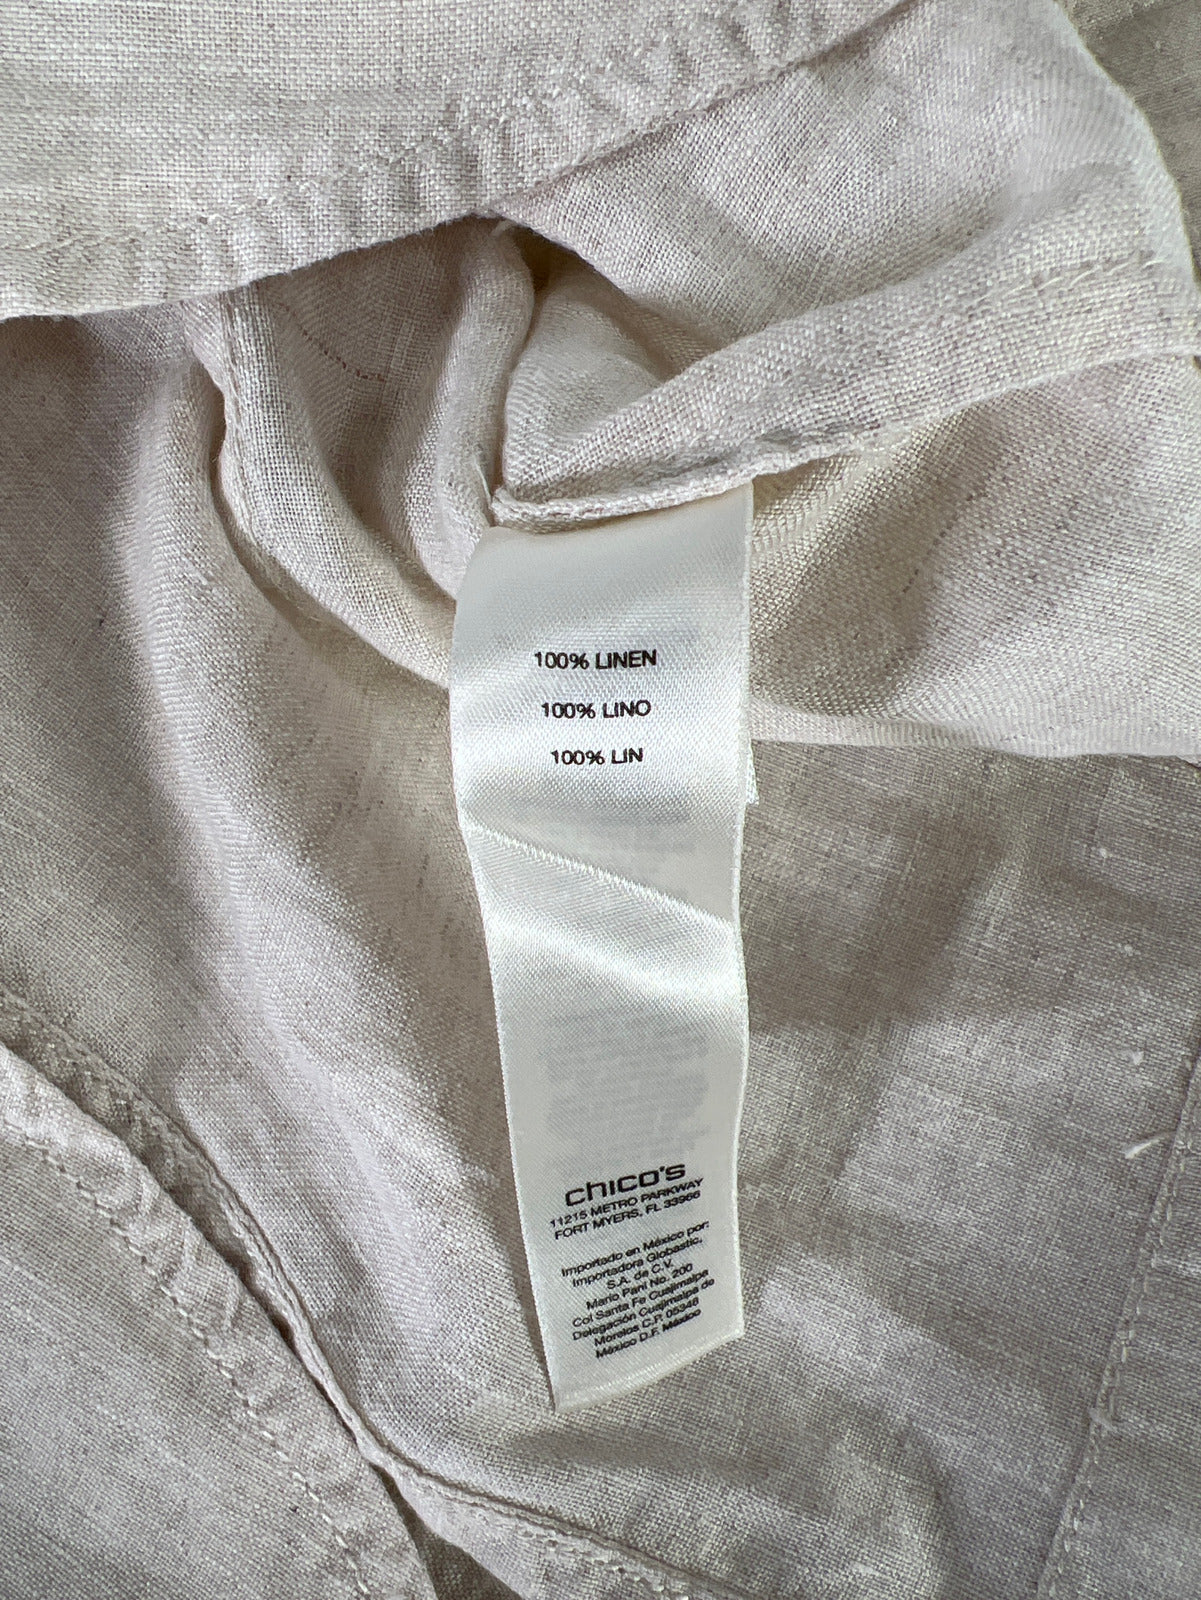 100% LINEN
100% LINO
100% LIN
chico's
11215 METRO PARKWAY
FORT MYERS, FL 33966
Importado en México por:
Importadora Globastic,
S.A. de C.V.
Mario Pani No. 200
Col Santa Fe Cuajimalpa
Delegación Cuajimalpa de
Morelos C.P. 05348
México D.F. México